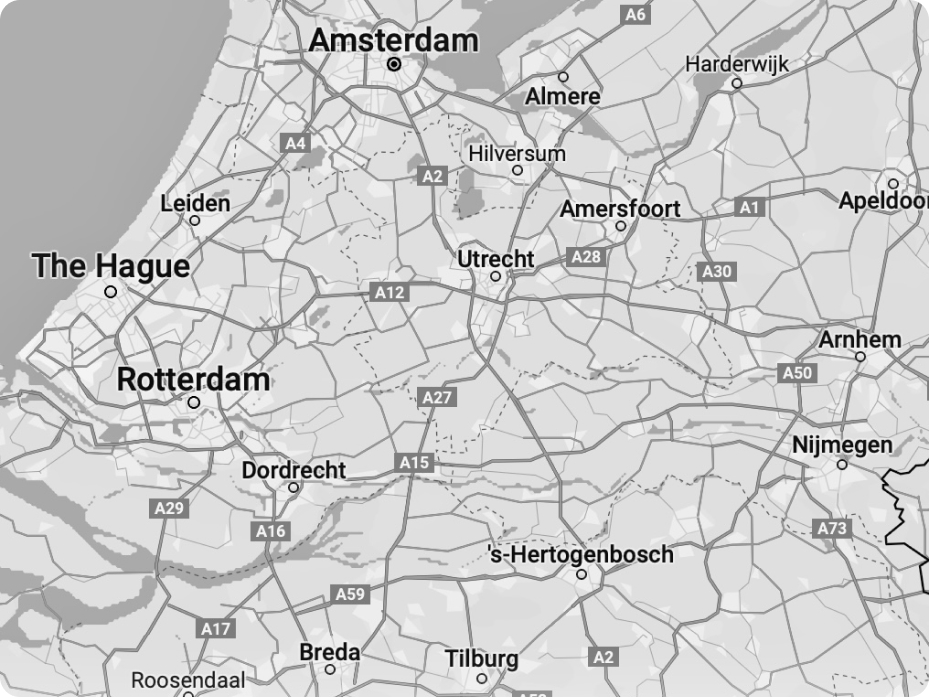 A6
Amsterdam
Harderwijk
Almere
A4
Hilversum
A2
Apeldoor
Leiden
Amersfoort
A1
Utrecht
A28
The Hague
A30
A12
Arnhem
Rotterdam
A50
A27
Nijmegen
A15
Dordrecht
A29
A16
A73
's-Hertogenbosch
A59
A17
Breda
Tilburg
A2
Roosendaal